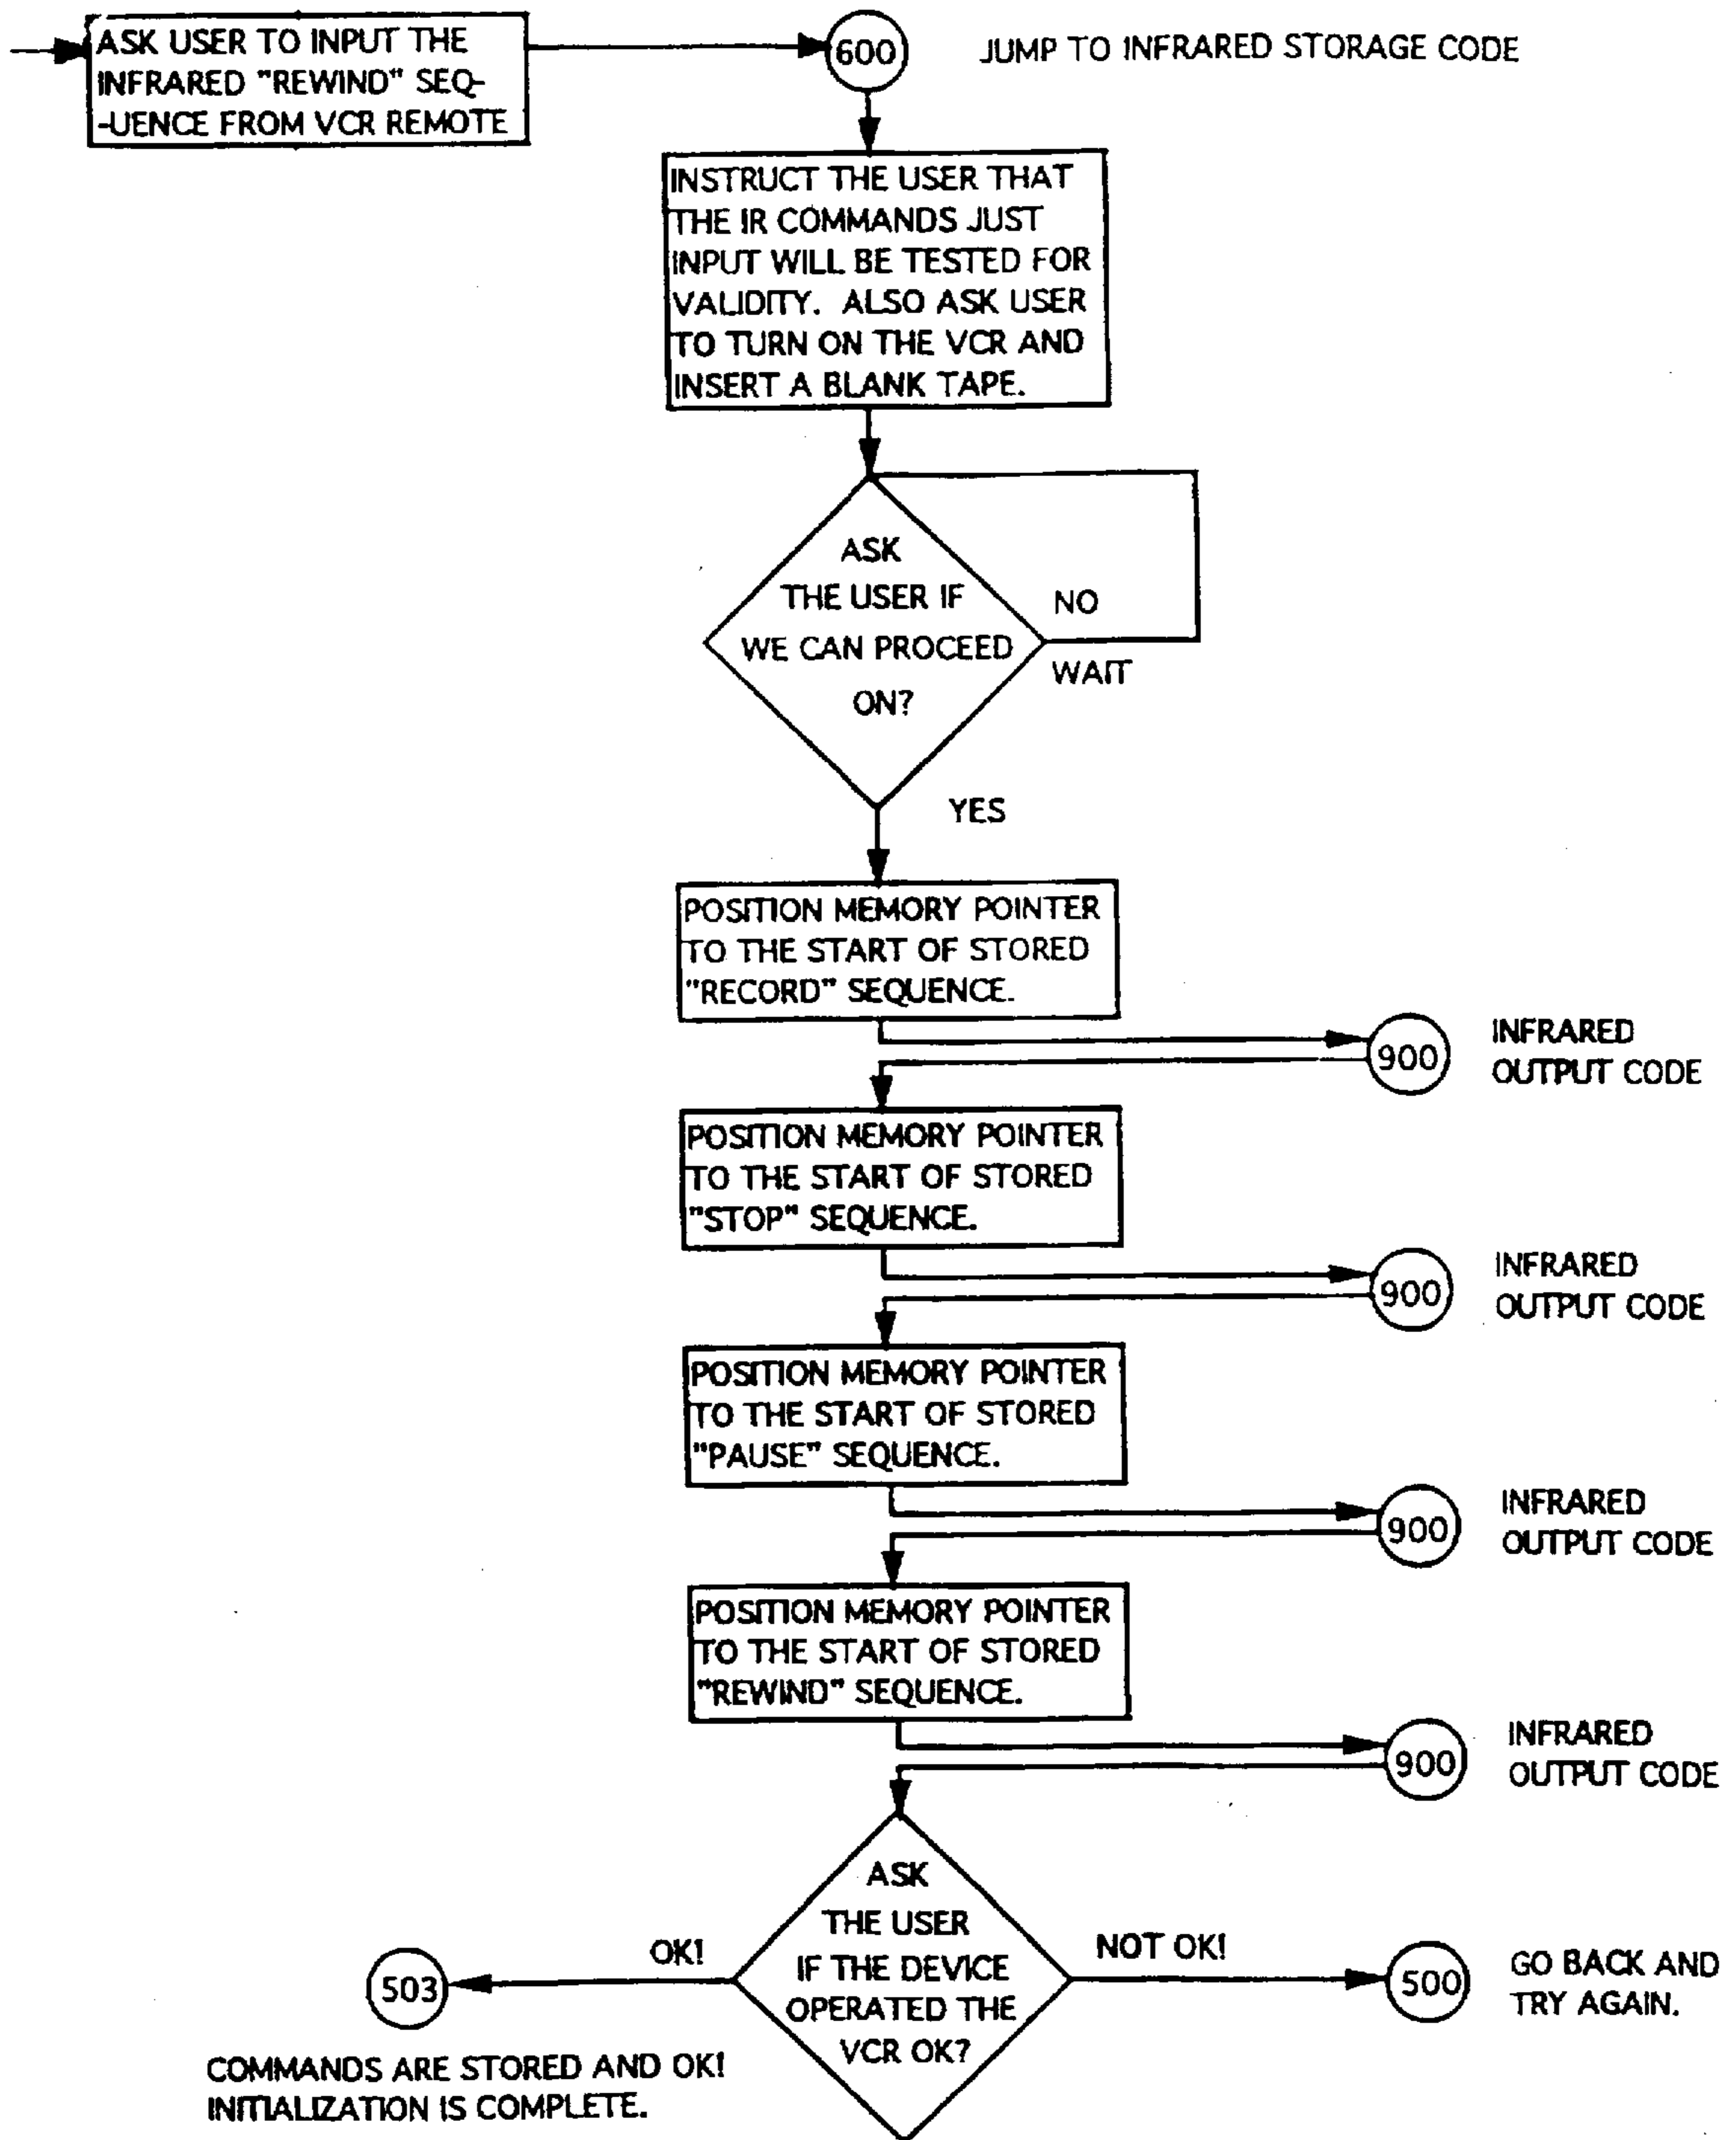 ASK USER TO INPUT THE
INFRARED "REWIND" SEQ-
-UENCE FROM VCR REMOTE
600
JUMP TO INFRARED STORAGE CODE
INSTRUCT THE USER THAT
THE IR COMMANDS JUST
INPUT WILL BE TESTED FOR
VALIDITY. ALSO ASK USER
TO TURN ON THE VCR AND
INSERT A BLANK TAPE.
ASK
THE USER IF
WE CAN PROCEED
ON?
NO
WAIT
YES
POSITION MEMORY POINTER
TO THE START OF STORED
"RECORD" SEQUENCE.
900
INFRARED
OUTPUT CODE
POSITION MEMORY POINTER
TO THE START OF STORED
"STOP" SEQUENCE.
900
INFRARED
OUTPUT CODE
POSITION MEMORY POINTER
TO THE START OF STORED
"PAUSE" SEQUENCE.
900
INFRARED
OUTPUT CODE
POSITION MEMORY POINTER
TO THE START OF STORED
"REWIND" SEQUENCE.
900
INFRARED
OUTPUT CODE
ASK
THE USER
IF THE DEVICE
OPERATED THE
VCR OK?
OK!
503
COMMANDS ARE STORED AND OK!
INITIALIZATION IS COMPLETE.
NOT OK!
500
GO BACK AND
TRY AGAIN.